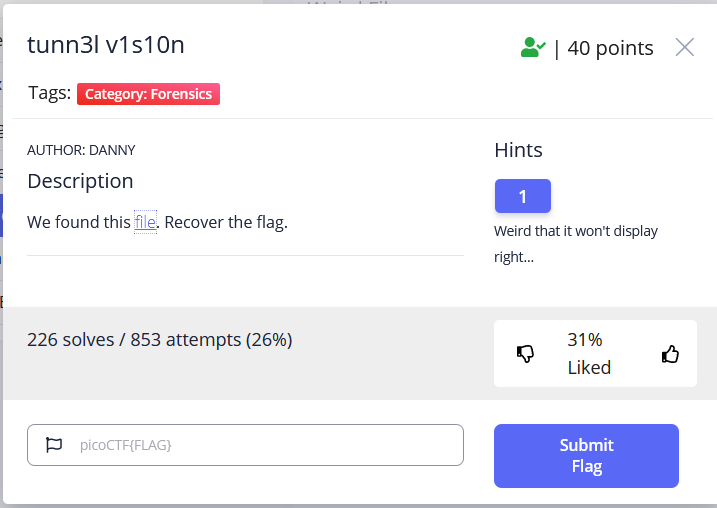 tunn3l v1s10n
| 40 points
Tags: Category: Forensics
AUTHOR: DANNY
Description
We found this file. Recover the flag.
Hints
1
Weird that it won't display
right...
226 solves / 853 attempts (26%)
31%
Liked
picoCTF{FLAG}
Submit
Flag